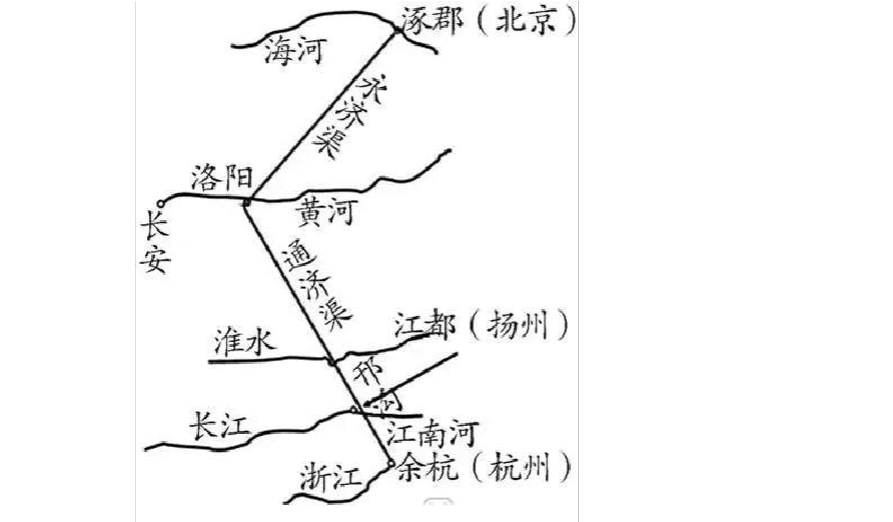 涿郡（北京）
海河
永济渠
洛阳
黄河
长安
通济渠
江都（扬州）
淮水
邗沟
长江
江南河
余杭（杭州）
浙江